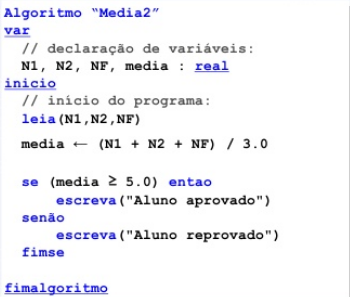 Algoritmo “Media2”
var
// declaração de variáveis:
N1, N2, NF, media : real
inicio
// início do programa:
leia(N1,N2,NF)
media ← (N1 + N2 + NF) / 3.0
se (media ≥ 5.0) entao
escreva("Aluno aprovado")
senão
escreva("Aluno reprovado")
fimse
fimalgoritmo